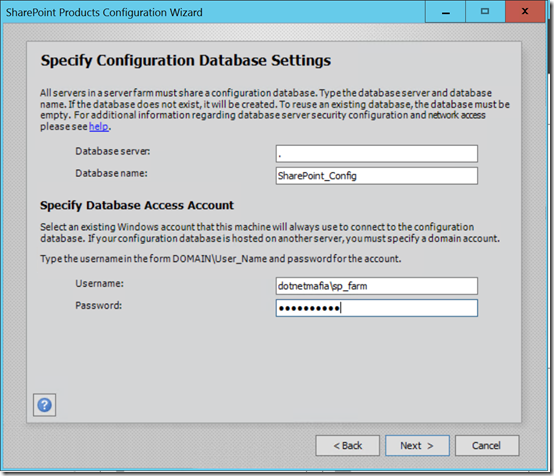 SharePoint Products Configuration Wizard
Specify Configuration Database Settings
All servers in a server farm must share a configuration database. Type the database server and database
name. If the database does not exist, it will be created. To reuse an existing database, the database must be
empty. For additional information regarding database server security configuration and network access
please see help.
Database server: .
Database name: SharePoint_Config
Specify Database Access Account
Select an existing Windows account that this machine will always use to connect to the configuration
database. If your configuration database is hosted on another server, you must specify a domain account.
Type the username in the form DOMAIN\User_Name and password for the account.
Username: dotnetmafia\sp_farm
Password: ●●●●●●●●●●
?
< Back Next > Cancel